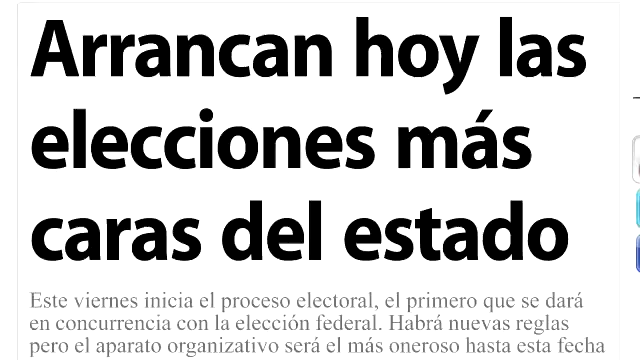 Arrancan hoy las
elecciones más
caras del estado
Este viernes inicia el proceso electoral, el primero que se dará
en concurrencia con la elección federal. Habrá nuevas reglas
pero el aparato organizativo será el más oneroso hasta esta fecha